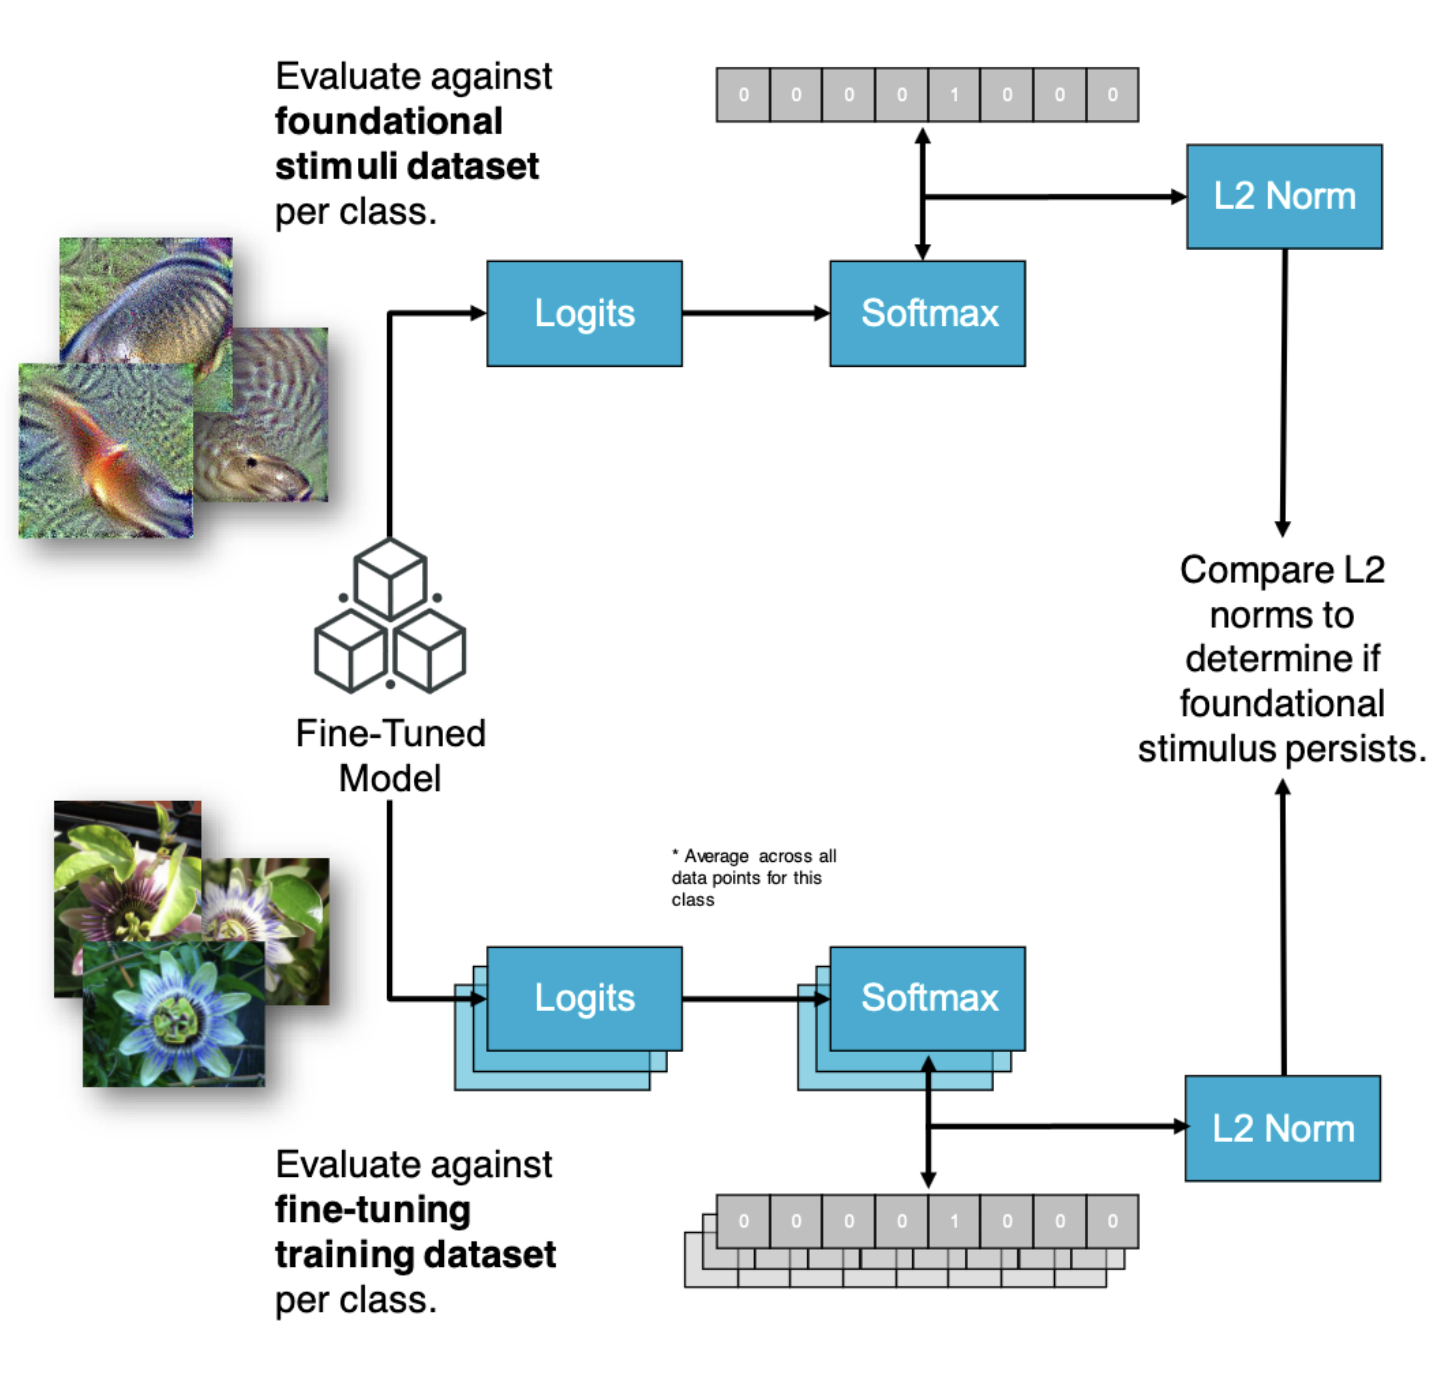 Evaluate against
foundational
stimuli dataset
per class.
0 0 0 0 1 0 0 0
L2 Norm
Logits
Softmax
Compare L2
norms to
determine if
foundational
stimulus persists.
Fine-Tuned
Model
* Average across all
data points for this
class
Logits
Softmax
L2 Norm
Evaluate against
fine-tuning
training dataset
per class.
0 0 0 0 1 0 0 0